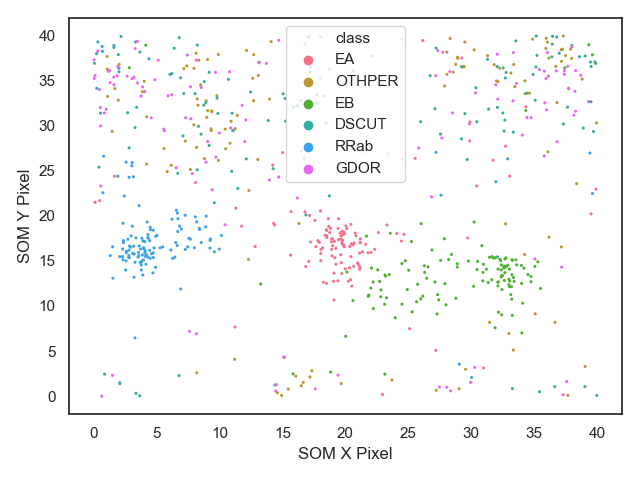 40
35
30
25
20
15
10
5
0
SOM Y Pixel
class
EA
OTHPER
EB
DSCUT
RRab
GDOR
0 5 10 15 20 25 30 35 40
SOM X Pixel